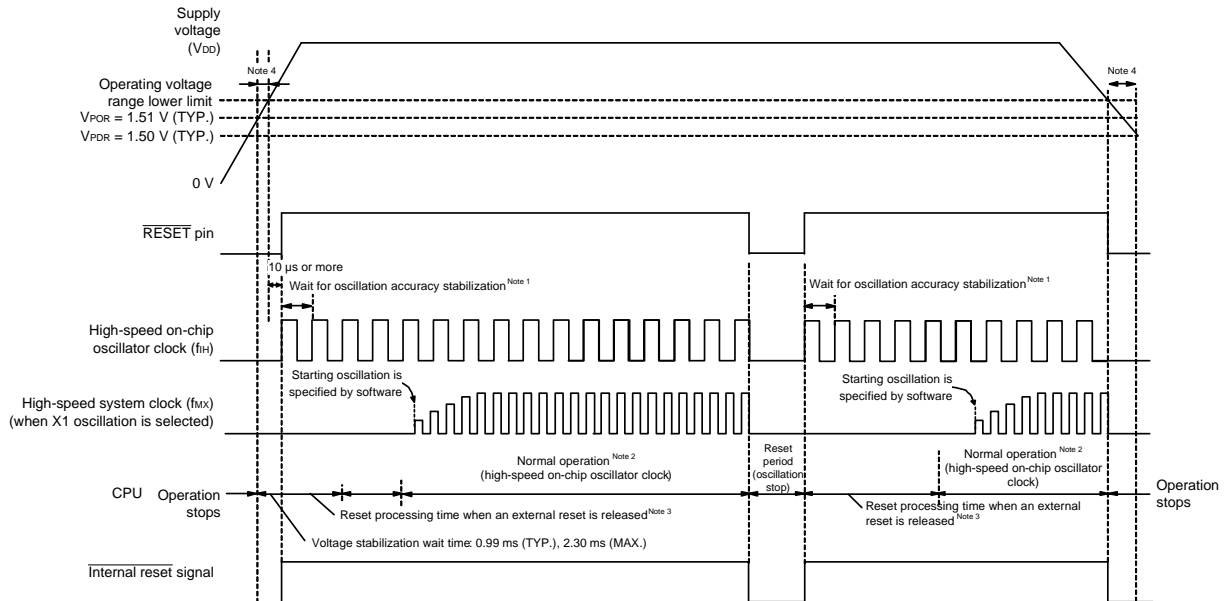 Supply
voltage
(VDD)
Note 4
Note 4
Operating voltage
range lower limit
VPOR = 1.51 V (TYP.)
VPDR = 1.50 V (TYP.)
0 V
RESET pin
10 μs or more
Wait for oscillation accuracy stabilization Note 1
Wait for oscillation accuracy stabilization Note 1
High-speed on-chip
oscillator clock (fIH)
Starting oscillation is
specified by software
Starting oscillation is
specified by software
High-speed system clock (fMX)
(when X1 oscillation is selected)
Normal operation Note 2
(high-speed on-chip oscillator clock)
Reset
period
(oscillation
stop)
Normal operation Note 2
(high-speed on-chip oscillator
clock)
CPU
Operation
stops
Operation
stops
Reset processing time when an external reset is released Note 3
Reset processing time when an external
reset is released Note 3
Voltage stabilization wait time: 0.99 ms (TYP.), 2.30 ms (MAX.)
Internal reset signal